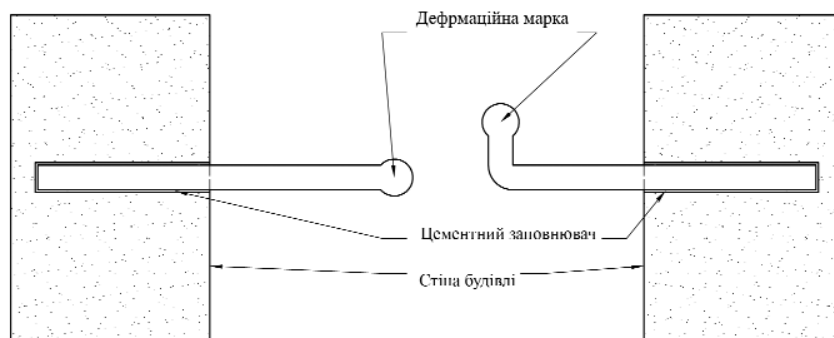 Дефрмаційна марка
Цементний заповнювач
Стіна будівлі